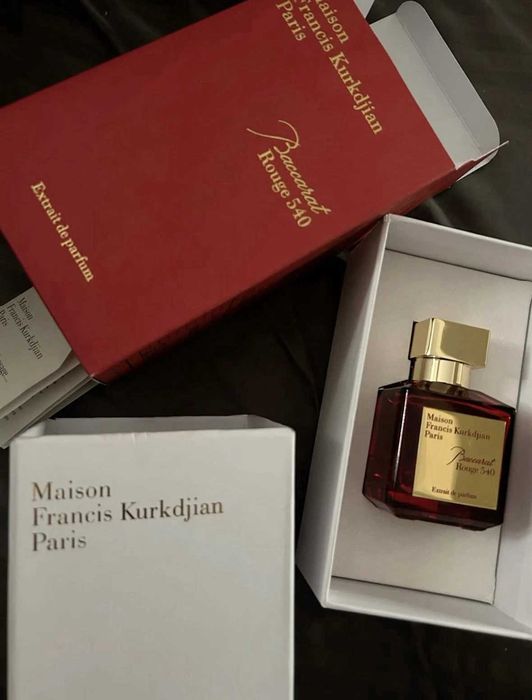 Maison
Francis Kurkdjian
Paris
Baccarat
Rouge 540
Extrait de parfum
Maison
Francis Kurkdjian
Paris
Maison
Francis Kurkdjian
Paris
Baccarat
Rouge 540
Extrait de parfum
Maison
Francis Kurkdjian
Paris